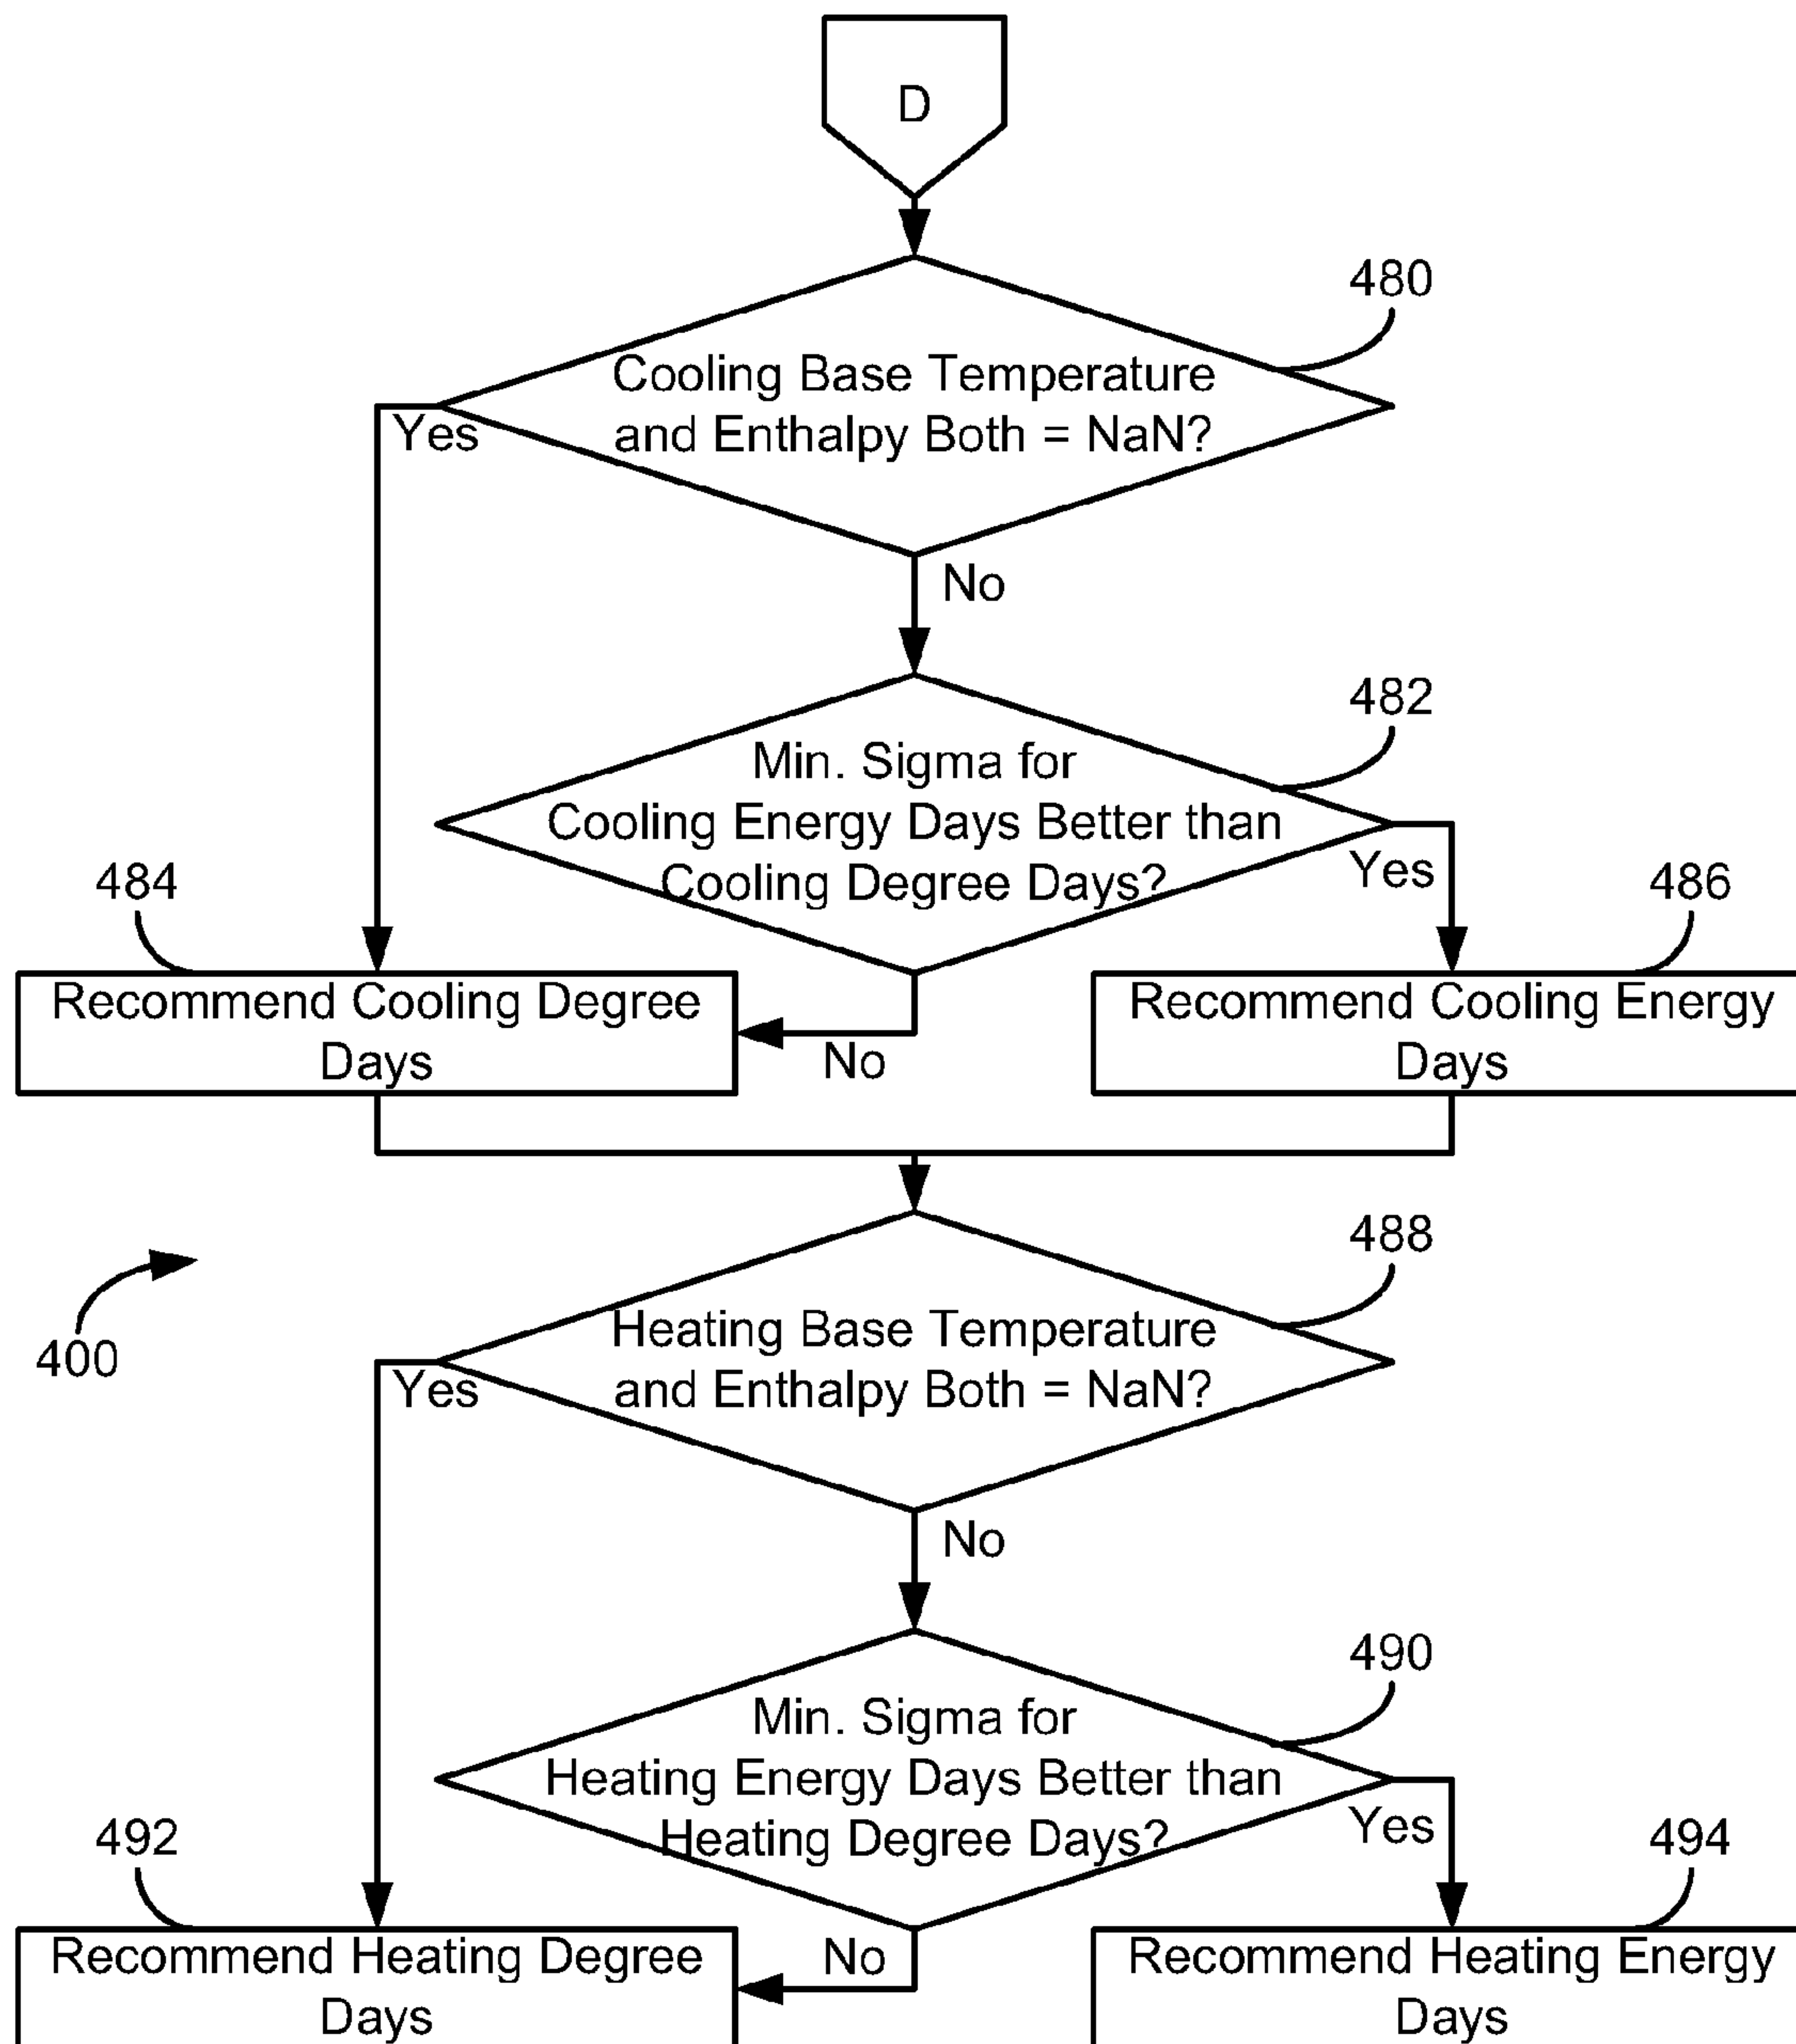 D
480
Cooling Base Temperature
and Enthalpy Both = NaN?
Yes
No
482
Min. Sigma for
Cooling Energy Days Better than
Cooling Degree Days?
Yes
484
486
Recommend Cooling Degree
Days
No
Recommend Cooling Energy
Days
488
400
Heating Base Temperature
and Enthalpy Both = NaN?
Yes
No
490
Min. Sigma for
Heating Energy Days Better than
Heating Degree Days?
Yes
492
494
Recommend Heating Degree
Days
No
Recommend Heating Energy
Days